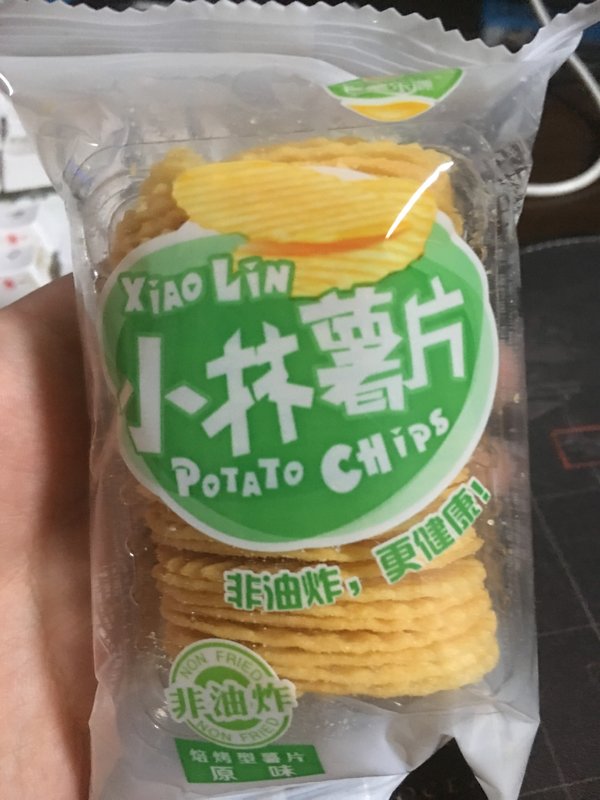 XIAO LIN
小林薯片
POTATO CHIPS
非油炸，更健康!
NON FRIED
非油炸
NON FRIED
焙烤型薯片
原味